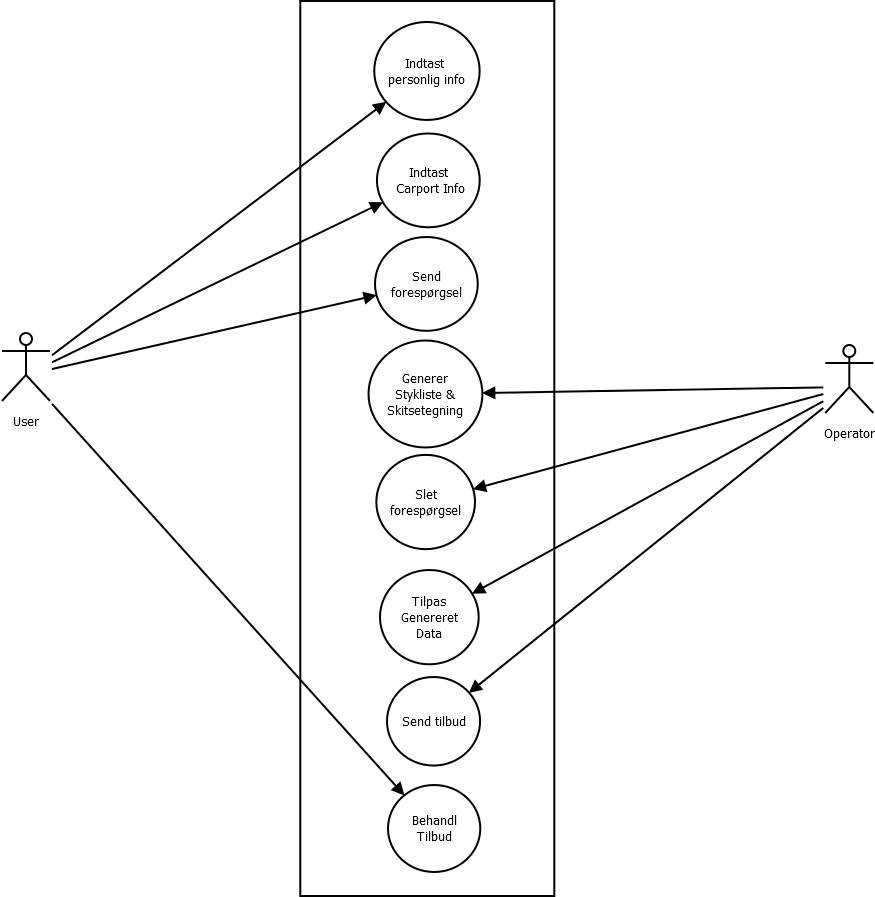 Indtast
personlig info
Indtast
Carport Info
Send
forespørgsel
Generer
Stykliste &
Skitsetegning
Slet
forespørgsel
Tilpas
Genereret
Data
Send tilbud
Behandl
Tilbud
User
Operator